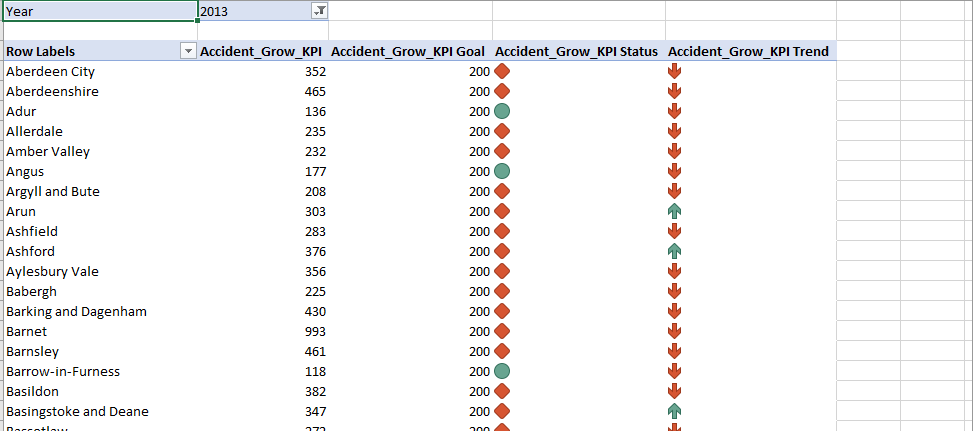 Year 2013
Row Labels Accident_Grow_KPI Accident_Grow_KPI Goal Accident_Grow_KPI Status Accident_Grow_KPI Trend
Aberdeen City 352 200
Aberdeenshire 465 200
Adur 136 200
Allerdale 235 200
Amber Valley 232 200
Angus 177 200
Argyll and Bute 208 200
Arun 303 200
Ashfield 283 200
Ashford 376 200
Aylesbury Vale 356 200
Babergh 225 200
Barking and Dagenham 430 200
Barnet 993 200
Barnsley 461 200
Barrow-in-Furness 118 200
Basildon 382 200
Basingstoke and Deane 347 200